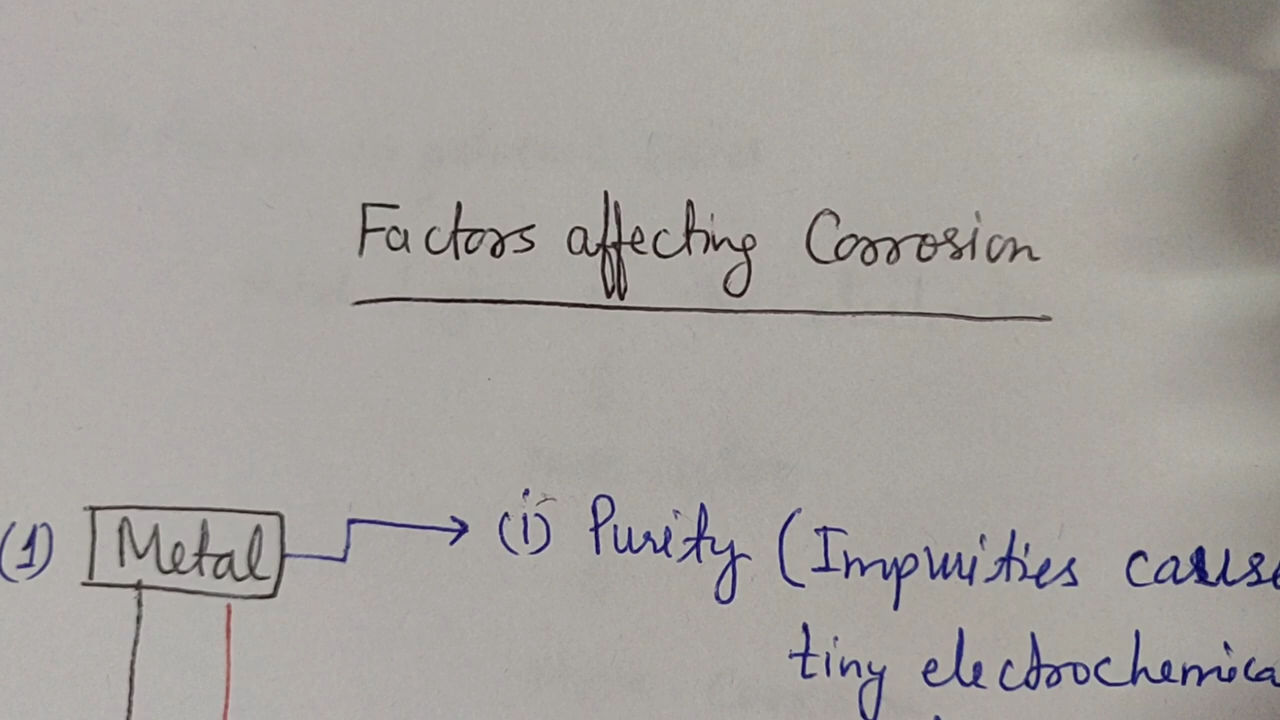 Factors affecting Corrosion
(1) Metal → (i) Purity (Impurities cause
tiny electrochemica